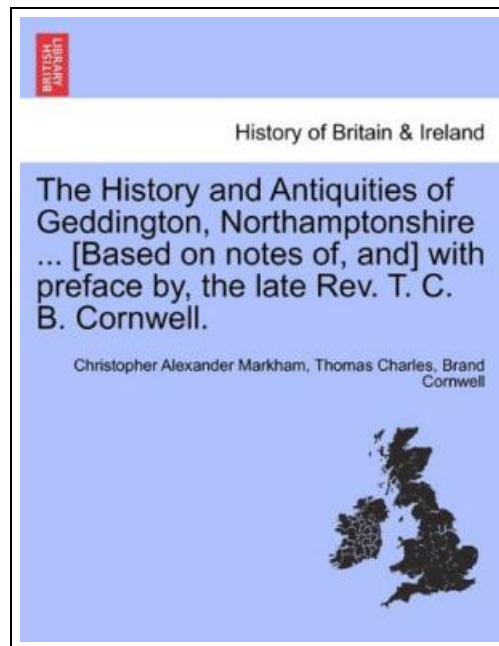 BRITISH
LIBRARY
History of Britain & Ireland
The History and Antiquities of
Geddington, Northamptonshire
... [Based on notes of, and] with
preface by, the late Rev. T. C.
B. Cornwell.
Christopher Alexander Markham, Thomas Charles, Brand
Cornwell